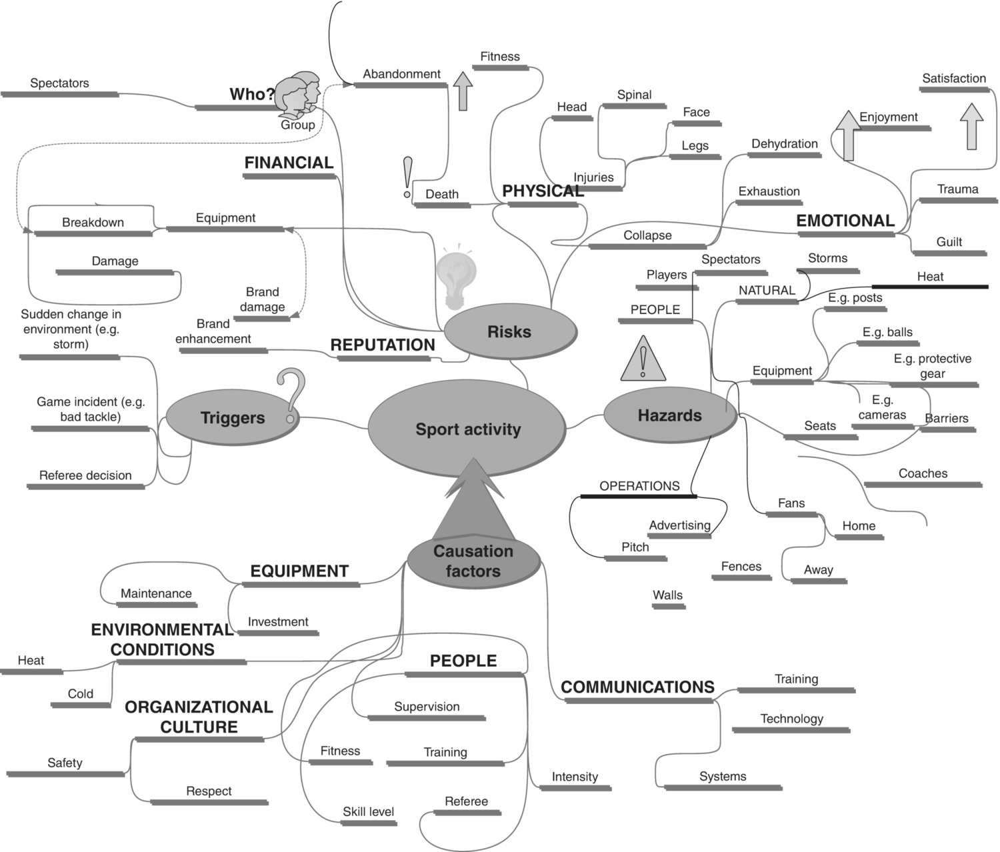 Spectators
Who?
Group
Abandonment
Fitness
Satisfaction
Head
Spinal
Face
Enjoyment
FINANCIAL
Legs
Dehydration
Injuries
Death
PHYSICAL
Exhaustion
Trauma
Breakdown
Equipment
EMOTIONAL
Collapse
Guilt
Damage
Spectators
Storms
Players
Heat
Brand
damage
NATURAL
E.g. posts
Sudden change in
environment (e.g.
storm)
PEOPLE
Brand
enhancement
REPUTATION
Risks
E.g. balls
Equipment
E.g. protective
gear
Game incident (e.g.
bad tackle)
Triggers
Sport activity
Hazards
E.g.
cameras
Barriers
Seats
Referee decision
Coaches
OPERATIONS
Fans
Advertising
Home
Pitch
Causation
factors
Fences
Away
EQUIPMENT
Maintenance
Walls
Investment
ENVIRONMENTAL
CONDITIONS
Heat
PEOPLE
Cold
COMMUNICATIONS
Training
ORGANIZATIONAL
CULTURE
Supervision
Technology
Safety
Fitness
Training
Intensity
Systems
Respect
Referee
Skill level